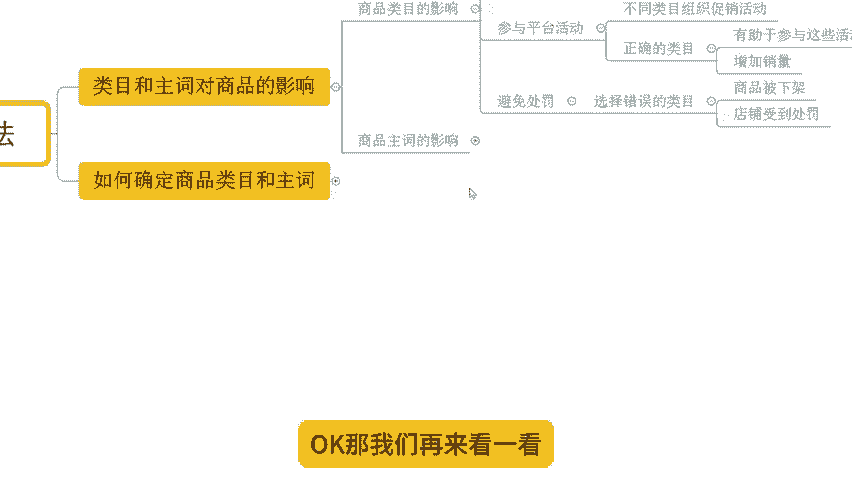 商品类目的影响
不同类目组织促销活动
参与平台活动
有助于参与这些活
正确的类目
增加销量
类目和主词对商品的影响
商品被下架
避免处罚
选择错误的类目
店铺受到处罚
法
商品主词的影响
如何确定商品类目和主词
OK那我们再来看一看